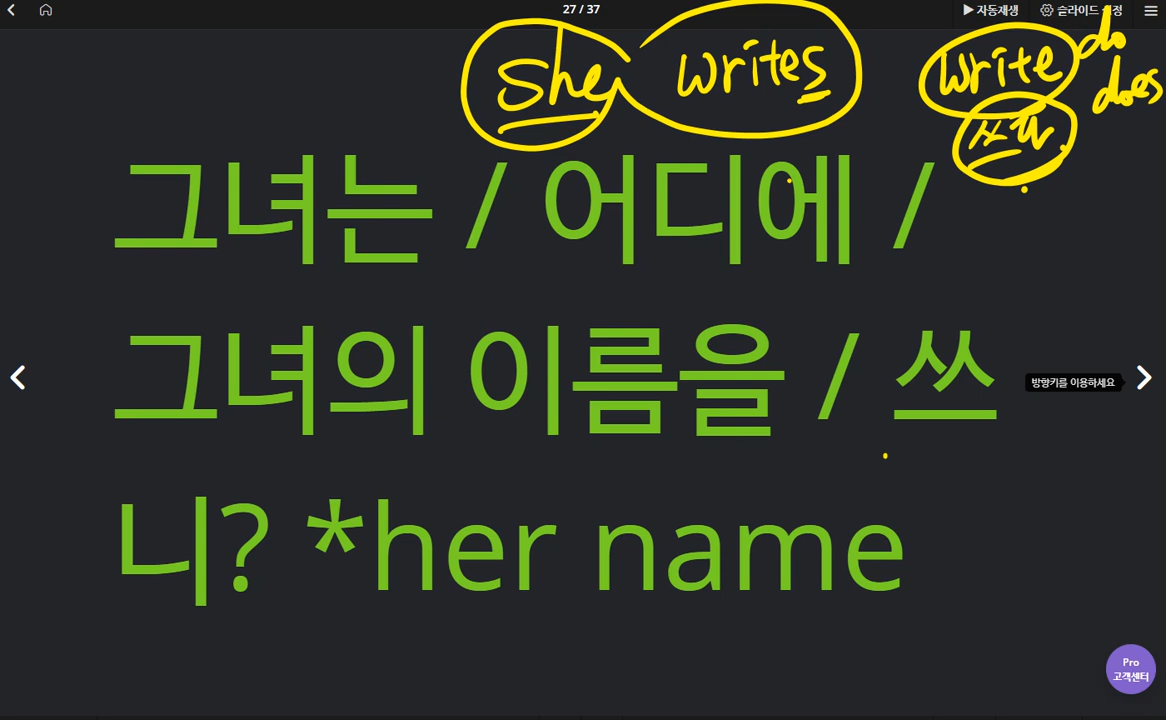 27 / 37
자동재생
슬라이드 설정
She writes
write
do
does
그녀는 / 어디에 /
그녀의 이름을 / 쓰
방향키를 이용하세요
니? *her name
Pro
고객센터